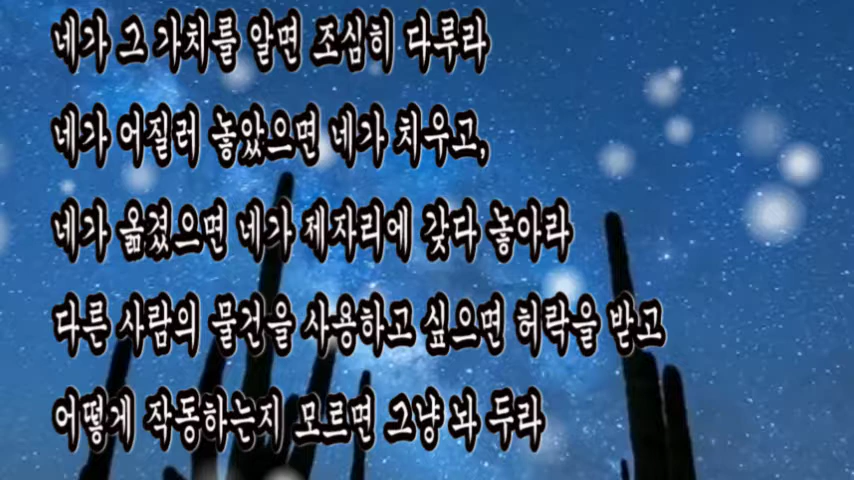 네가 그 가치를 알면 조심히 다루라
네가 어질러 놓았으면 네가 치우고,
네가 옮겼으면 네가 제자리에 갖다 놓아라
다른 사람의 물건을 사용하고 싶으면 허락을 받고
어떻게 작동하는지 모르면 그냥 놔 두라